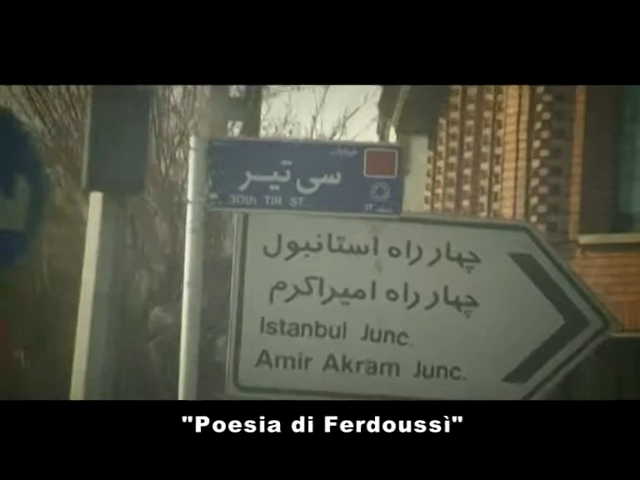 سی تیر
30th TIR ST.
چهار راه استانبول
چهار راه امیراکرم
Istanbul Junc.
Amir Akram Junc.
"Poesia di Ferdoussì"